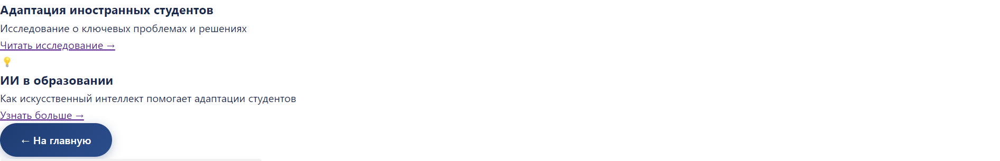 Адаптация иностранных студентов
Исследование о ключевых проблемах и решениях
Читать исследование →
💡
ИИ в образовании
Как искусственный интеллект помогает адаптации студентов
Узнать больше →
← На главную